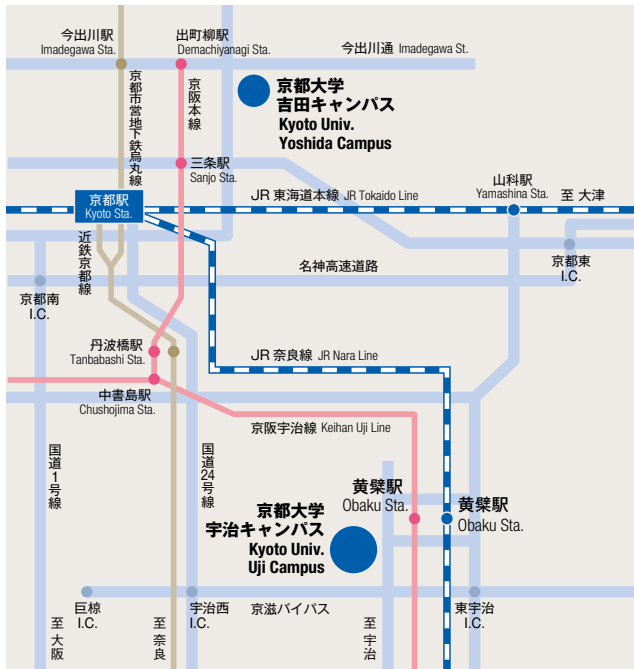 今出川駅
Imadegawa Sta.
出町柳駅
Demachiyanagi Sta.
今出川通 Imadegawa St.
京都市営地下鉄烏丸線
京阪本線
京都大学
吉田キャンパス
Kyoto Univ.
Yoshida Campus
三条駅
Sanjo Sta.
山科駅
Yamashina Sta.
京都駅
Kyoto Sta.
JR 東海道本線 JR Tokaido Line
至 大津
近鉄京都線
京都東
I.C.
名神高速道路
京都南
I.C.
丹波橋駅
Tanbabashi Sta.
JR 奈良線 JR Nara Line
中書島駅
Chushojima Sta.
京阪宇治線 Keihan Uji Line
国道1号線
国道24号線
黄檗駅
Obaku Sta.
黄檗駅
Obaku Sta.
京都大学
宇治キャンパス
Kyoto Univ.
Uji Campus
巨椋
I.C.
宇治西
I.C.
京滋バイパス
東宇治
I.C.
至 大阪
至 奈良
至 宇治